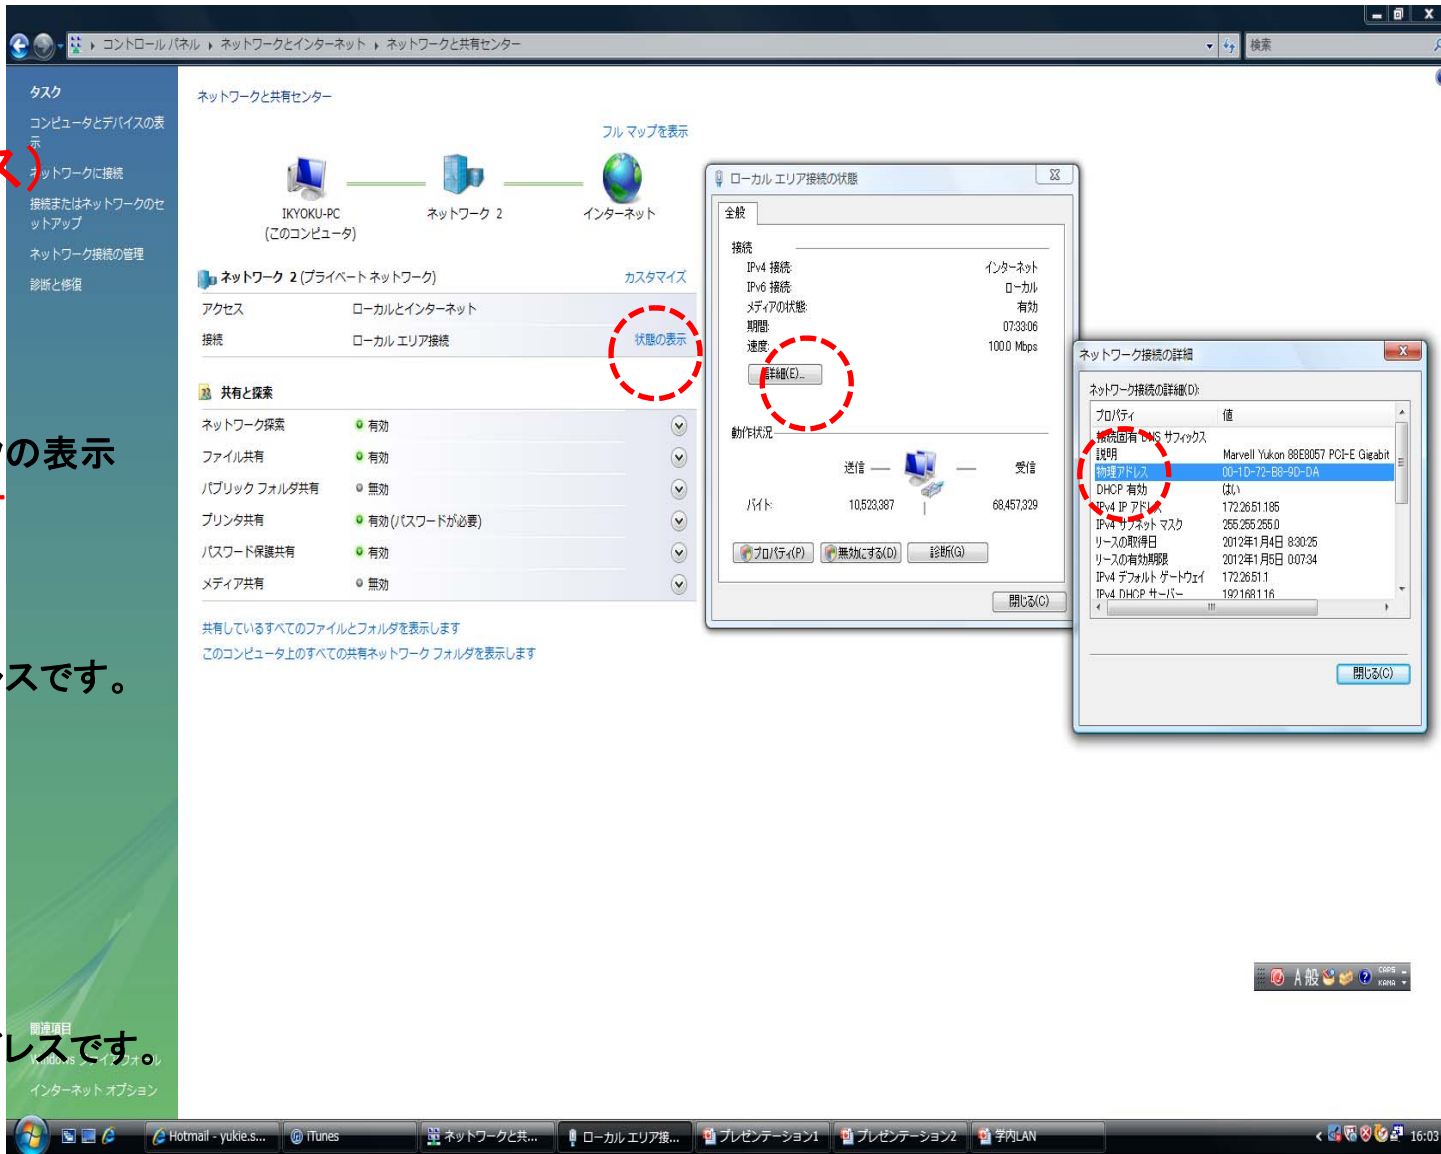 コントロール パネル ▸ ネットワークとインターネット ▸ ネットワークと共有センター
検索
タスク
コンピュータとデバイスの表示
ス)
ネットワークに接続
接続またはネットワークのセットアップ
ネットワーク接続の管理
診断と修復
の表示
スです。
レスです。
関連項目
インターネット オプション
ネットワークと共有センター
フル マップを表示
IKYOKU-PC
(このコンピュータ)
ネットワーク 2
インターネット
ネットワーク 2 (プライベート ネットワーク)
カスタマイズ
アクセス ローカルとインターネット
接続 ローカル エリア接続 状態の表示
共有と探索
ネットワーク探索 有効
ファイル共有 有効
パブリック フォルダ共有 無効
プリンタ共有 有効 (パスワードが必要)
パスワード保護共有 有効
メディア共有 無効
共有しているすべてのファイルとフォルダを表示します
このコンピュータ上のすべての共有ネットワーク フォルダを表示します
ローカル エリア接続の状態
全般
接続
IPv4 接続: インターネット
IPv6 接続: ローカル
メディアの状態: 有効
期間: 07:33:06
速度: 100.0 Mbps
詳細(E)...
動作状況
送信 — — 受信
バイト: 10,523,387 68,457,329
プロパティ(P) 無効にする(D) 診断(G)
閉じる(C)
ネットワーク接続の詳細
ネットワーク接続の詳細(D):
プロパティ 値
接続固有 DNS サフィックス
説明 Marvell Yukon 88E8057 PCI-E Gigabit
物理アドレス 00-1D-72-B8-9D-DA
DHCP 有効 はい
IPv4 IP アドレス 172.26.51.185
IPv4 サブネット マスク 255.255.255.0
リースの取得日 2012年1月4日 8:30:25
リースの有効期限 2012年1月5日 0:07:34
IPv4 デフォルト ゲートウェイ 172.26.51.1
IPv4 DHCP サーバー 192.168.1.16
閉じる(C)
A 般 CAPS KANA
Hotmail - yukie.s...
iTunes
ネットワークと共...
ローカル エリア接...
プレゼンテーション1
プレゼンテーション2
学内LAN
16:03